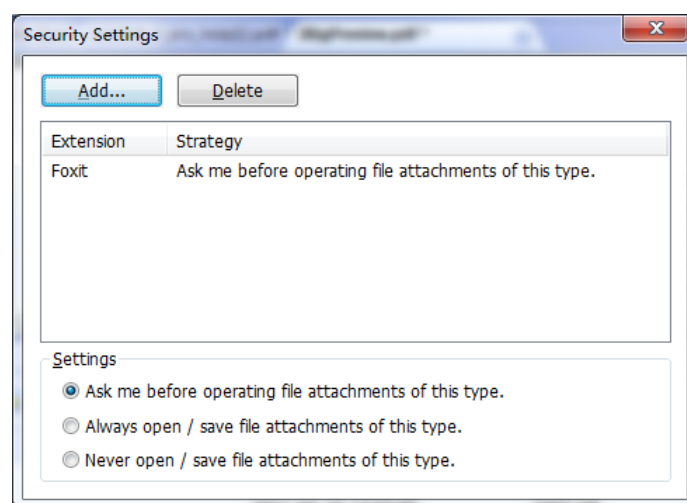 Security Settings
Add...
Delete
Extension Strategy
Foxit Ask me before operating file attachments of this type.
Settings
Ask me before operating file attachments of this type.
Always open / save file attachments of this type.
Never open / save file attachments of this type.